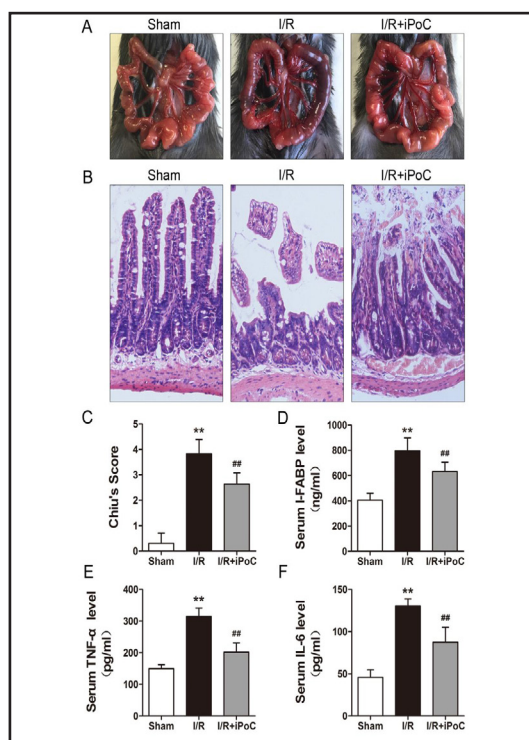 A
Sham
I/R
I/R+iPoC
B
Sham
I/R
I/R+iPoC
C
Chiu's Score
5
4
3
2
1
0
**
##
Sham
I/R
I/R+iPoC
D
Serum I-FABP level
(ng/ml)
1000
800
600
400
200
0
**
##
Sham
I/R
I/R+iPoC
E
Serum TNF-α level
(pg/ml)
400
300
200
100
0
**
##
Sham
I/R
I/R+iPoC
F
Serum IL-6 level
(pg/ml)
150
100
50
0
**
##
Sham
I/R
I/R+iPoC